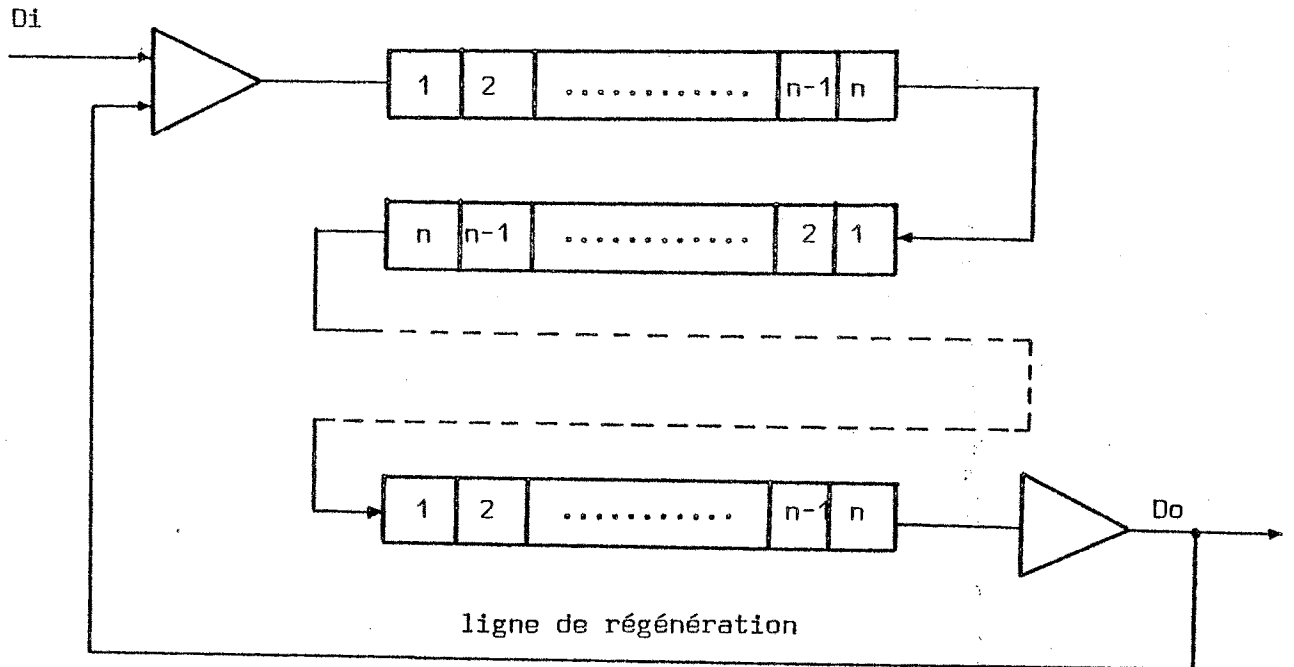 Di
1 2 ............ n-1 n
n n-1 ............ 2 1
1 2 ........... n-1 n
Do
ligne de régénération